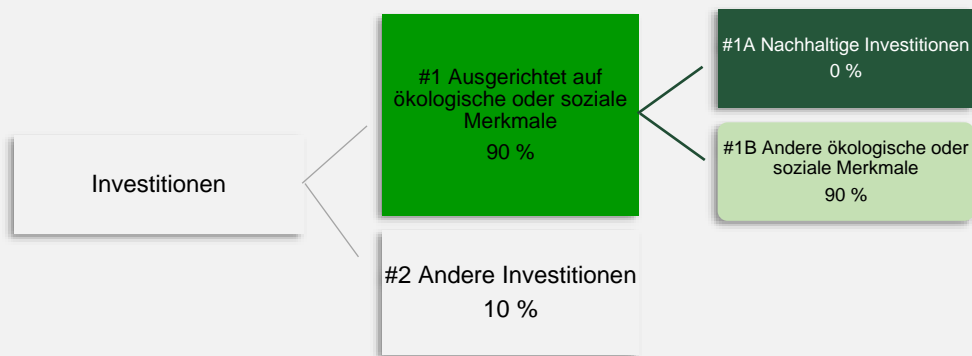 Investitionen
#1 Ausgerichtet auf
ökologische oder soziale
Merkmale
90 %
#2 Andere Investitionen
10 %
#1A Nachhaltige Investitionen
0 %
#1B Andere ökologische oder
soziale Merkmale
90 %